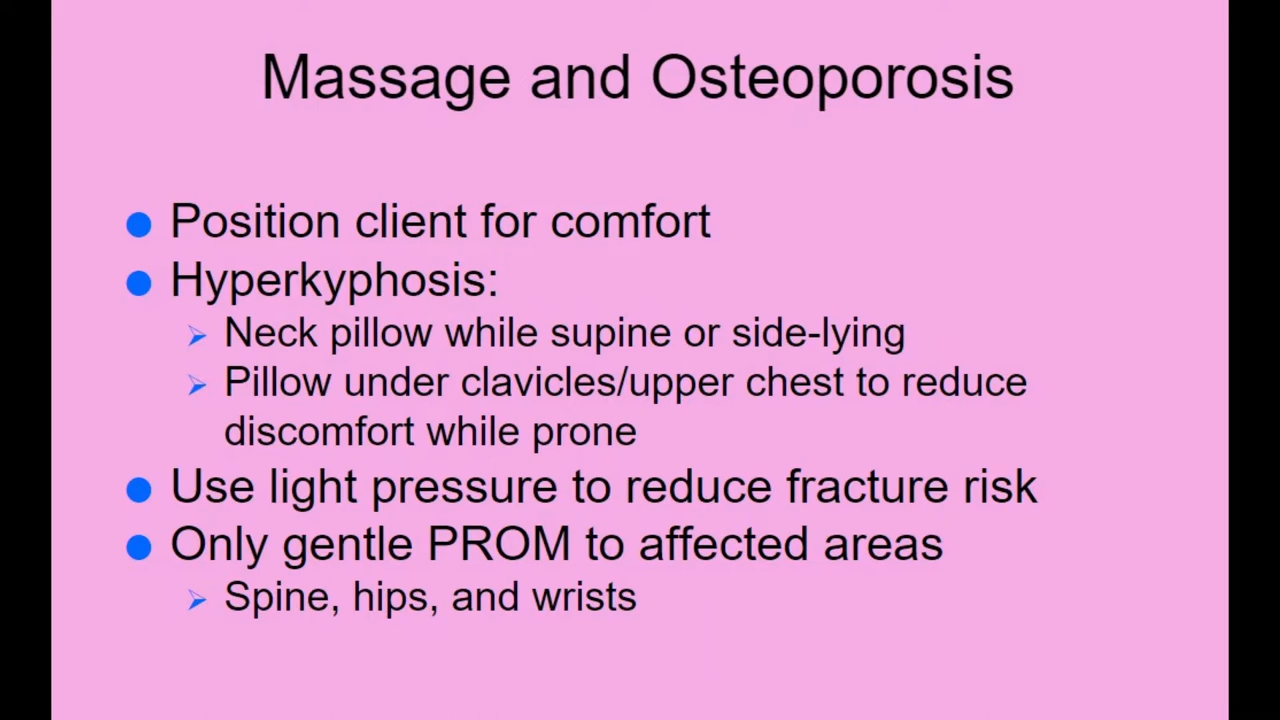 Massage and Osteoporosis
Position client for comfort
Hyperkyphosis:
Neck pillow while supine or side-lying
Pillow under clavicles/upper chest to reduce
discomfort while prone
Use light pressure to reduce fracture risk
Only gentle PROM to affected areas
Spine, hips, and wrists